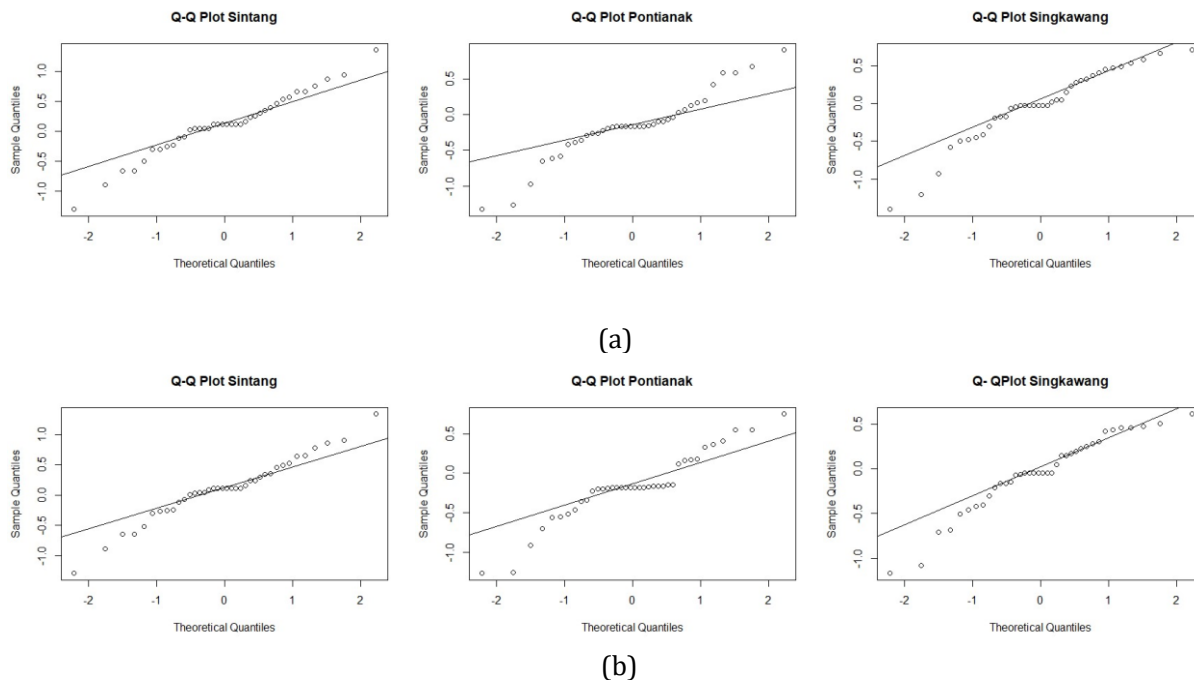 Q-Q Plot Sintang
Q-Q Plot Pontianak
Q-Q Plot Singkawang
Sample Quantiles
1.0
0.5
0.0
-0.5
-1.0
-2
-1
0
1
2
Theoretical Quantiles
Sample Quantiles
0.5
0.0
-0.5
-1.0
-2
-1
0
1
2
Theoretical Quantiles
Sample Quantiles
0.5
0.0
-0.5
-1.0
-2
-1
0
1
2
Theoretical Quantiles
(a)
Q-Q Plot Sintang
Q-Q Plot Pontianak
Q- QPlot Singkawang
Sample Quantiles
1.0
0.5
0.0
-0.5
-1.0
-2
-1
0
1
2
Theoretical Quantiles
Sample Quantiles
0.5
0.0
-0.5
-1.0
-2
-1
0
1
2
Theoretical Quantiles
Sample Quantiles
0.5
0.0
-0.5
-1.0
-2
-1
0
1
2
Theoretical Quantiles
(b)